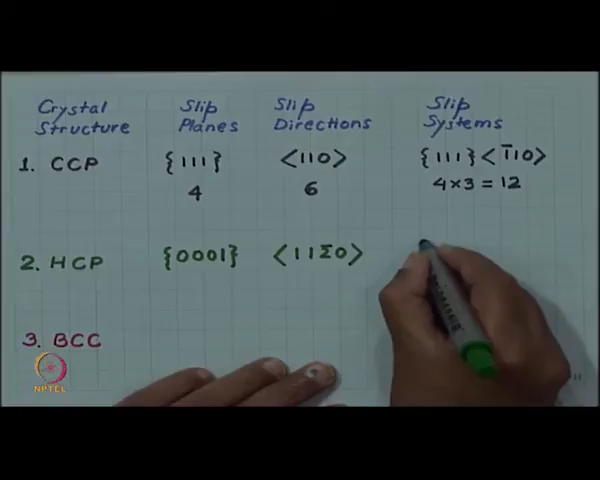 Crystal Structure
Slip Planes
Slip Directions
Slip Systems
1. CCP {111} <110> {111}<1̅10>
4 6 4×3=12
2. HCP {0001} <112̅0>
3. BCC
NPTEL